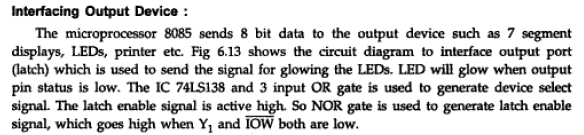 Interfacing Output Device :
The microprocessor 8085 sends 8 bit data to the output device such as 7 segment
displays, LEDs, printer etc. Fig 6.13 shows the circuit diagram to interface output port
(latch) which is used to send the signal for glowing the LEDs. LED will glow when output
pin status is low. The IC 74LS138 and 3 input OR gate is used to generate device select
signal. The latch enable signal is active high. So NOR gate is used to generate latch enable
signal, which goes high when Y₁ and I̅O̅W̅ both are low.